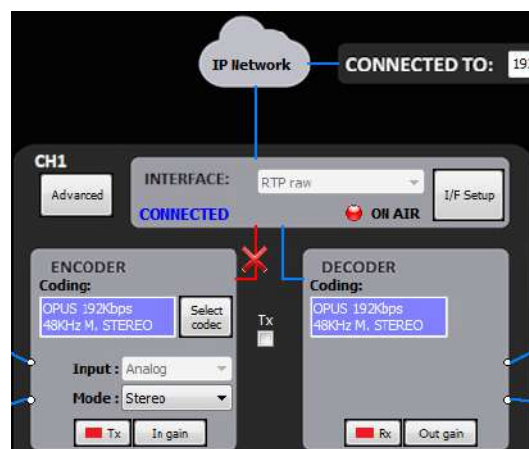 IP Network
CONNECTED TO: 192
CH1
Advanced
INTERFACE:
RTP raw
I/F Setup
CONNECTED
ON AIR
ENCODER
Coding:
OPUS 192Kbps
48KHz M. STEREO
Select
codec
Tx
DECODER
Coding:
OPUS 192Kbps
48KHz M. STEREO
Input : Analog
Mode : Stereo
Tx
In gain
Rx
Out gain